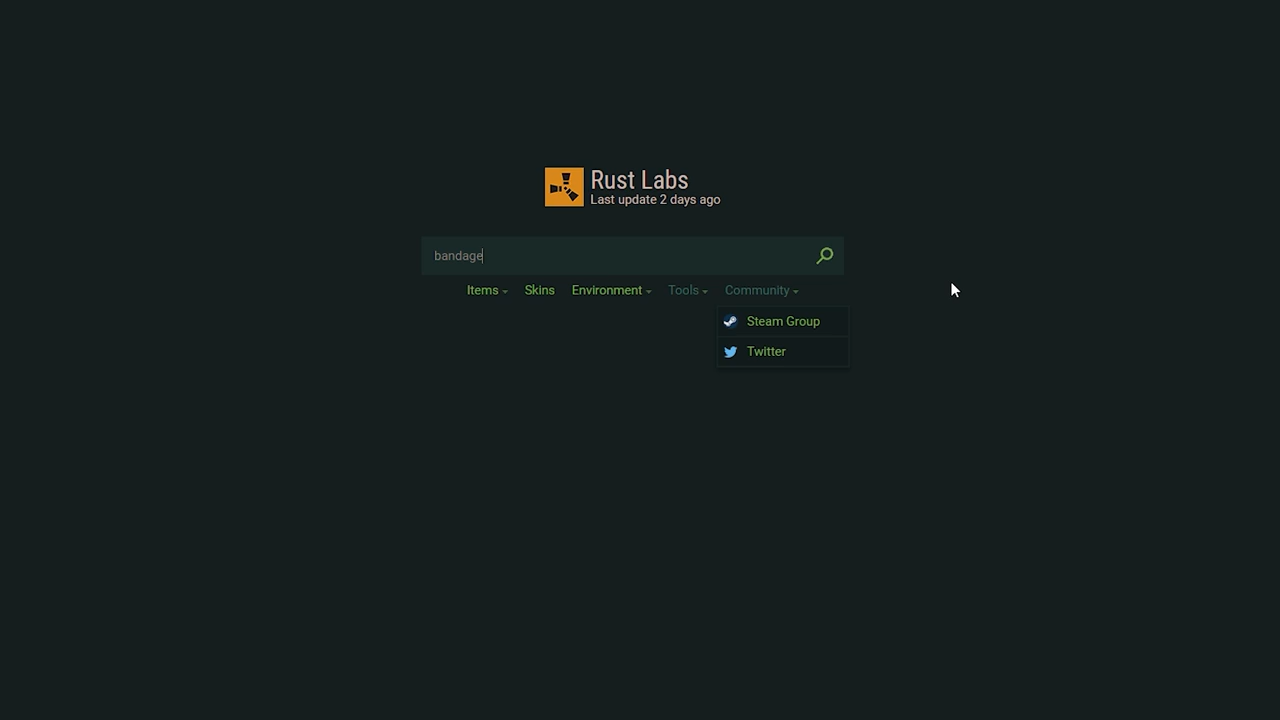 Rust Labs
Last update 2 days ago
bandage
Items Skins Environment Tools Community
Steam Group
Twitter